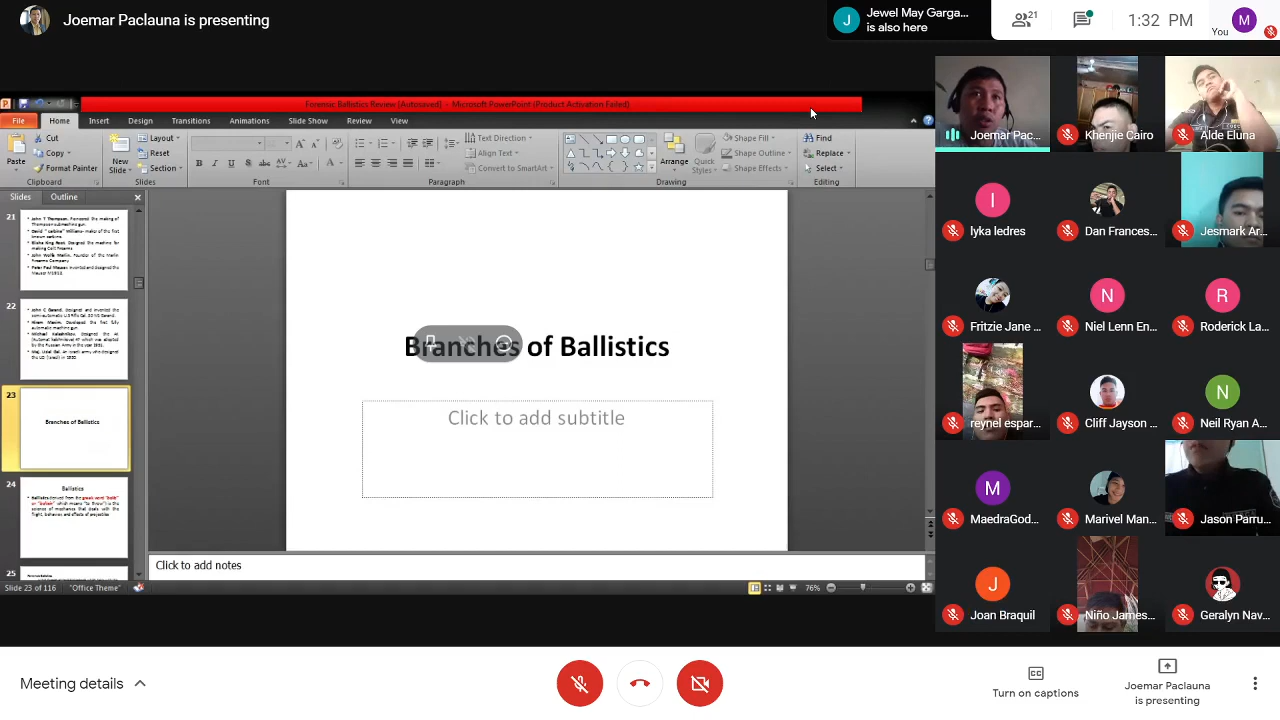 Joemar Paclauna is presenting
J
Jewel May Garga...
is also here
21
1:32 PM
You
M
Forensic Ballistics Review [Autosaved] - Microsoft PowerPoint (Product Activation Failed)
File Home Insert Design Transitions Animations Slide Show Review View
Cut
Copy
Format Painter
Paste
Clipboard
New
Slide
Layout
Reset
Section
Slides
Font
Text Direction
Align Text
Convert to SmartArt
Paragraph
Arrange
Quick
Styles
Shape Fill
Shape Outline
Shape Effects
Drawing
Find
Replace
Select
Editing
Slides Outline
21
22
23
Branches of Ballistics
24
Ballistics
25
Branches of Ballistics
Click to add subtitle
Click to add notes
Slide 23 of 116
"Office Theme"
76%
Joemar Pac...
Khenjie Cairo
Alde Eluna
I
lyka ledres
Dan Frances...
Jesmark Ar...
Fritzie Jane ...
N
Niel Lenn En...
R
Roderick La...
reynel espar...
Cliff Jayson ...
N
Neil Ryan A...
M
MaedraGod...
Marivel Man...
Jason Parru...
J
Joan Braquil
Niño James...
Geralyn Nav...
Meeting details
CC
Turn on captions
Joemar Paclauna
is presenting